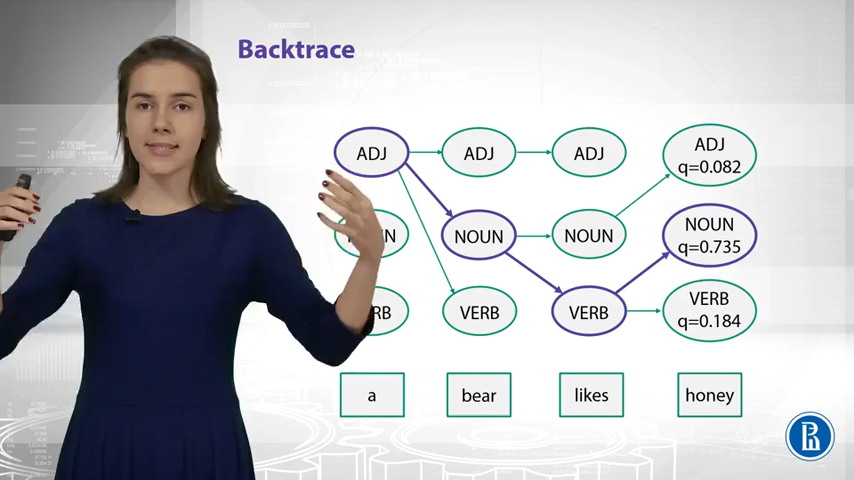 Backtrace
ADJ ADJ ADJ ADJ
q=0.082
NOUN NOUN NOUN
q=0.735
VERB VERB VERB
q=0.184
a bear likes honey